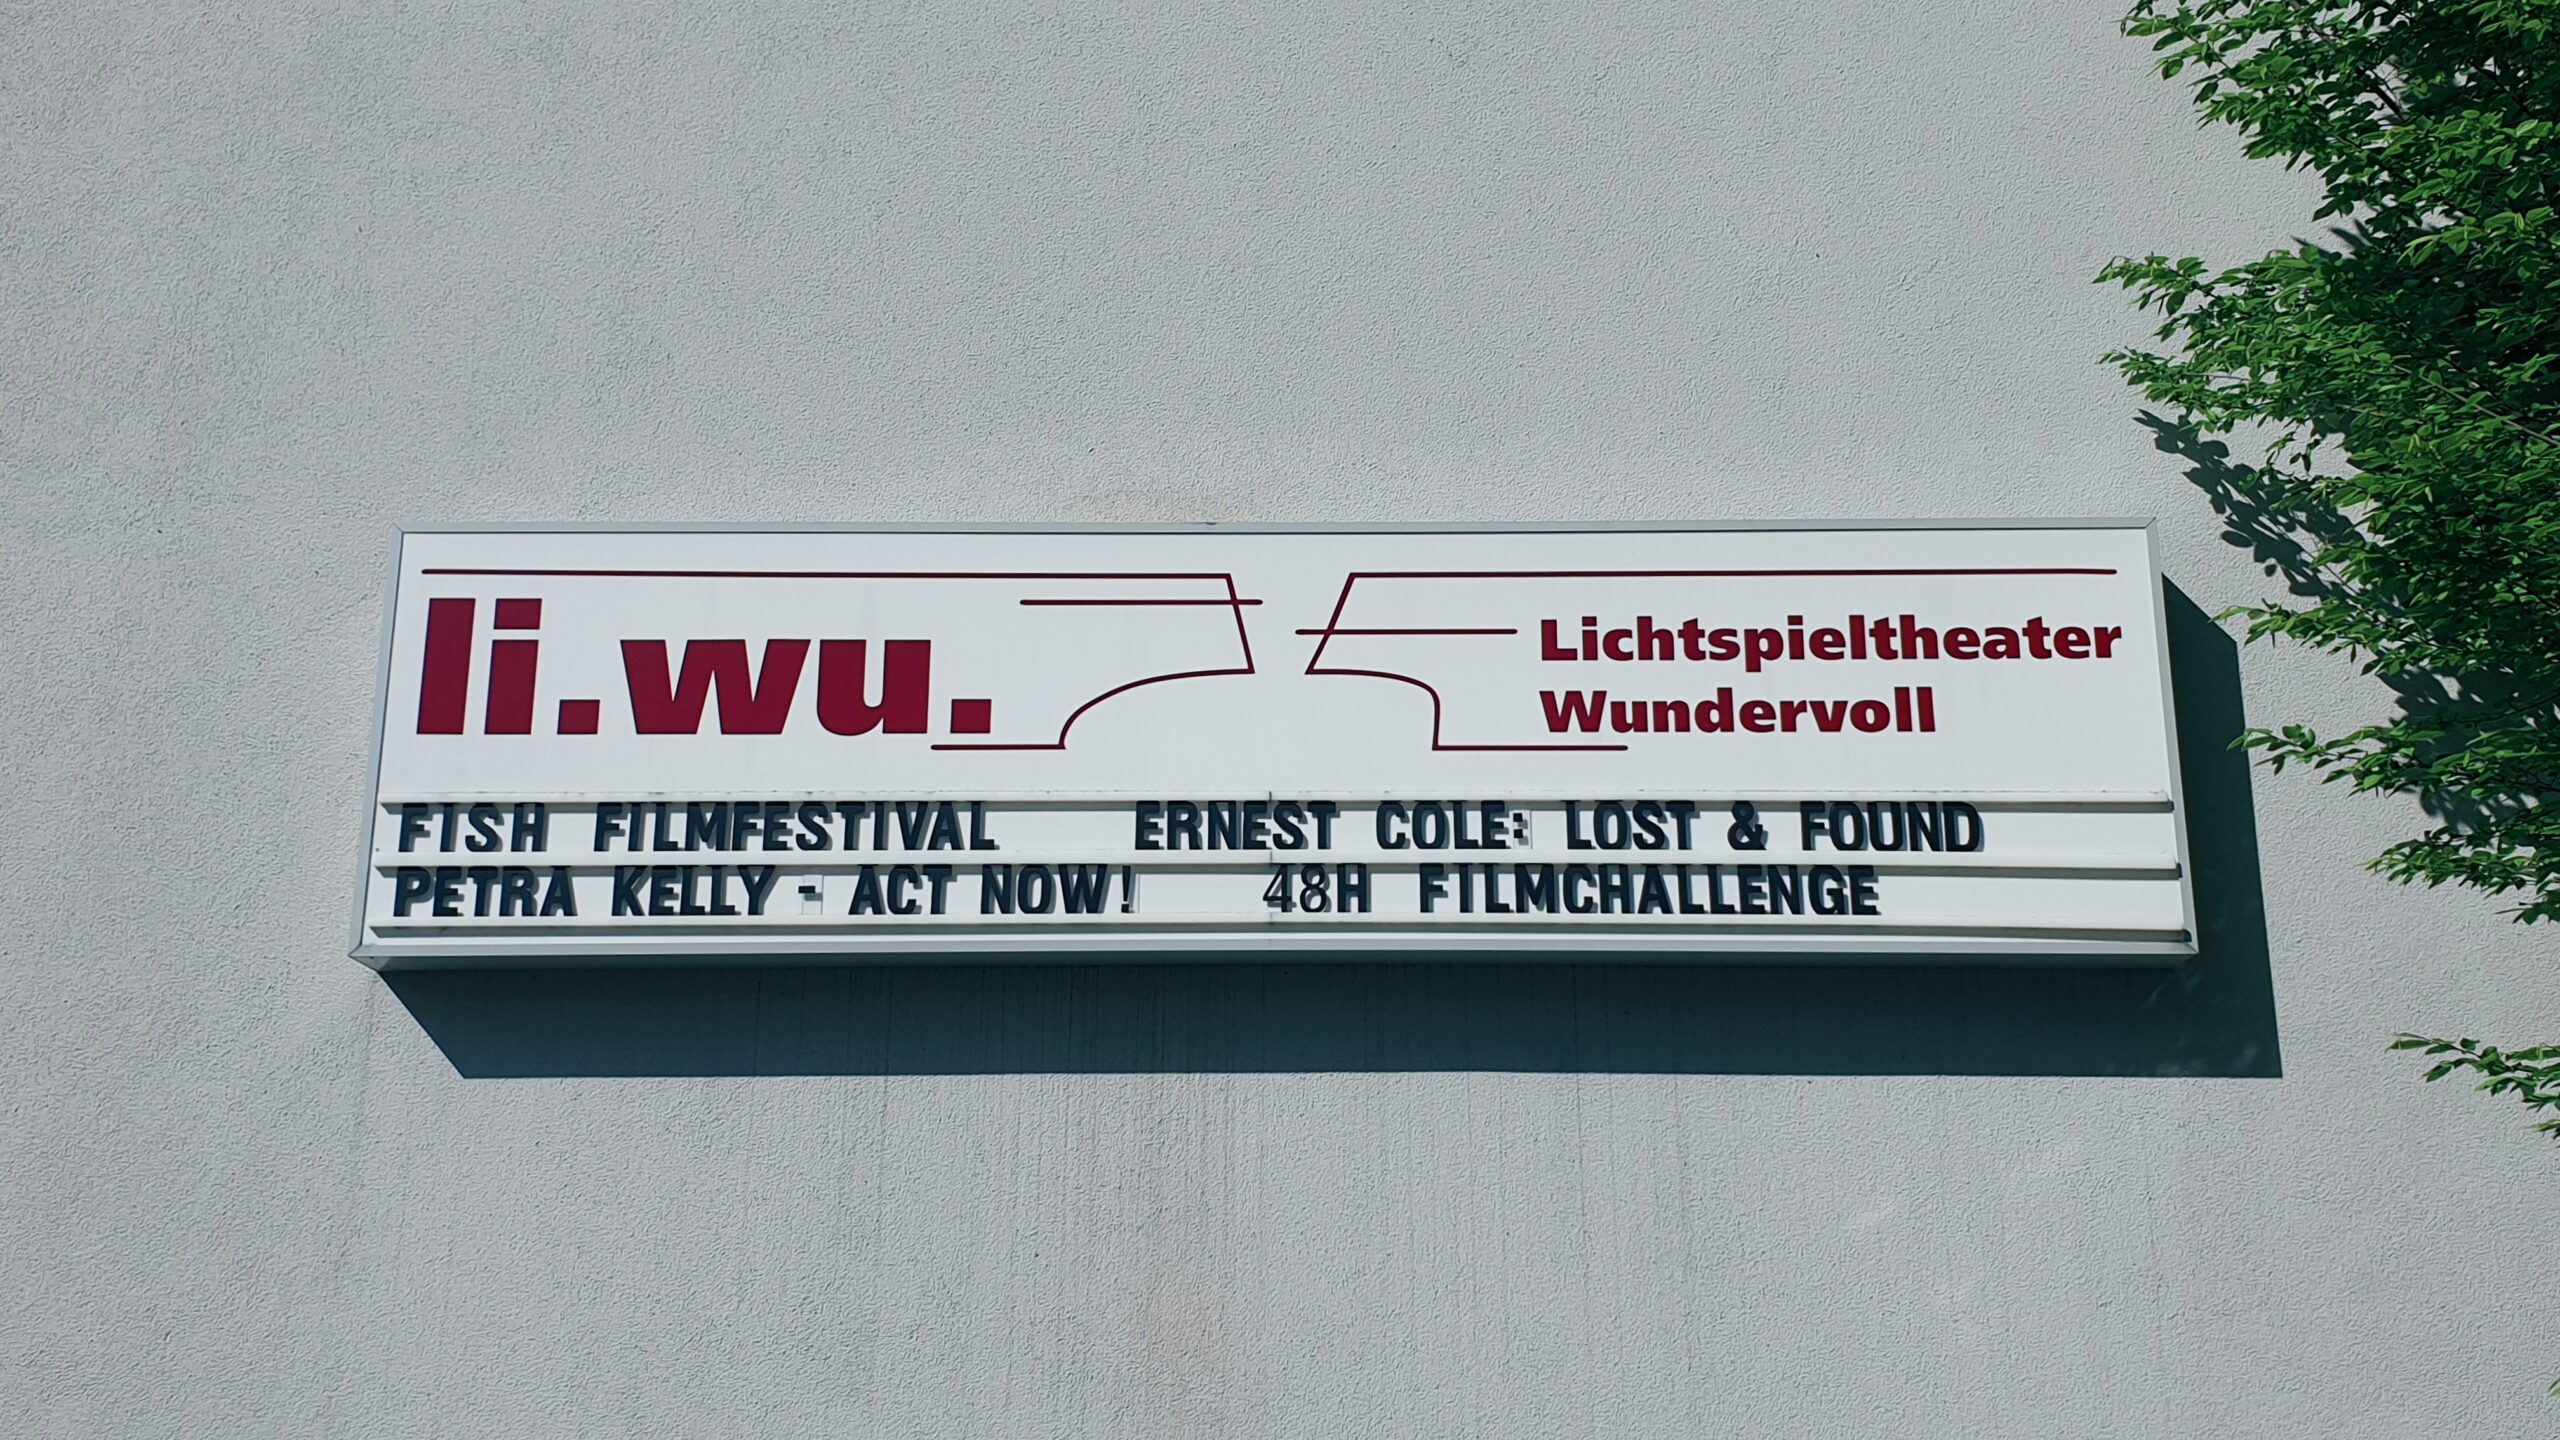 li.wu.
Lichtspieltheater
Wundervoll
FISH FILMFESTIVAL ERNEST COLE: LOST & FOUND
PETRA KELLY - ACT NOW! 48H FILMCHALLENGE